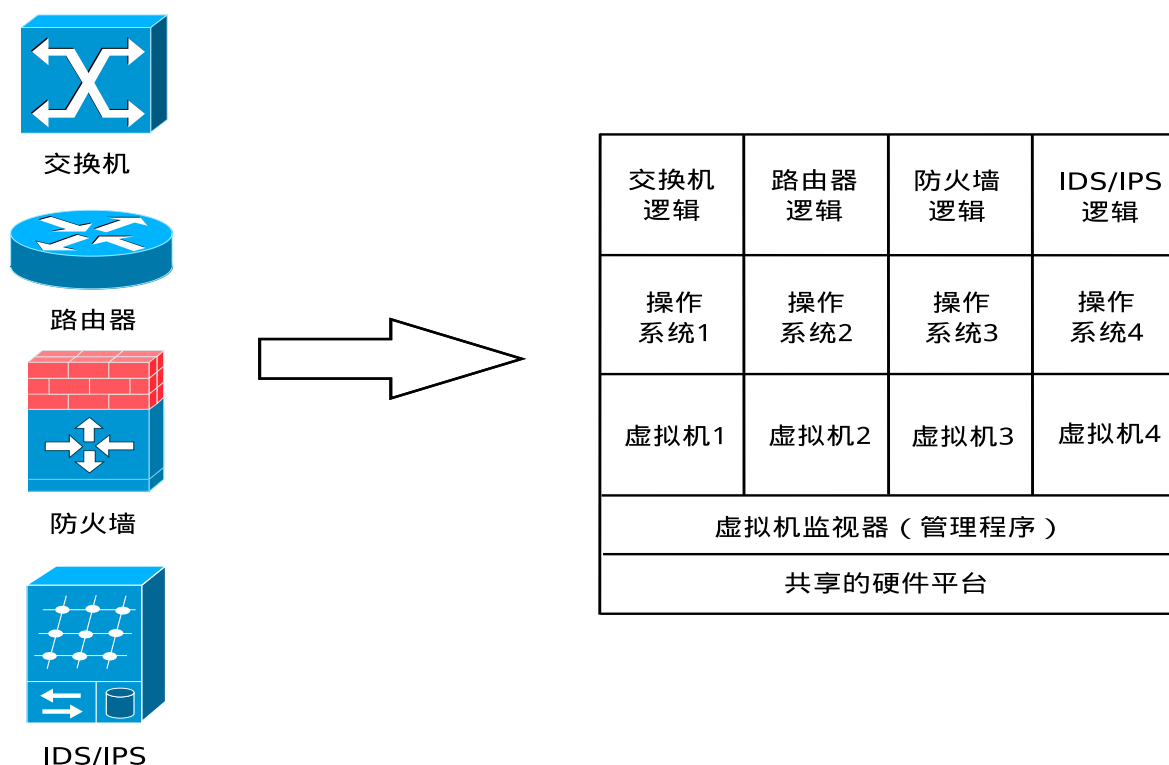 交换机
路由器
防火墙
IDS/IPS
交换机
逻辑
路由器
逻辑
防火墙
逻辑
IDS/IPS
逻辑
操作
系统1
操作
系统2
操作
系统3
操作
系统4
虚拟机1
虚拟机2
虚拟机3
虚拟机4
虚拟机监视器（管理程序）
共享的硬件平台